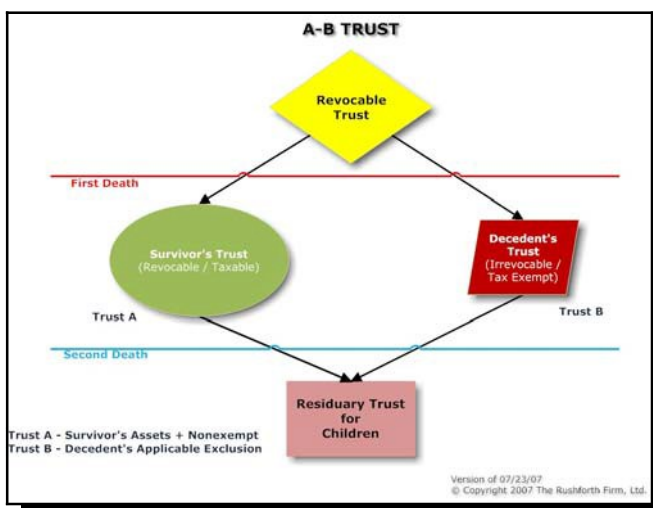 A-B TRUST
Revocable
Trust
First Death
Survivor's Trust
(Revocable / Taxable)
Decedent's
Trust
(Irrevocable /
Tax Exempt)
Trust A
Trust B
Second Death
Residuary Trust
for
Children
Trust A - Survivor's Assets + Nonexempt
Trust B - Decedent's Applicable Exclusion
Version of 07/23/07
© Copyright 2007 The Rushforth Firm, Ltd.